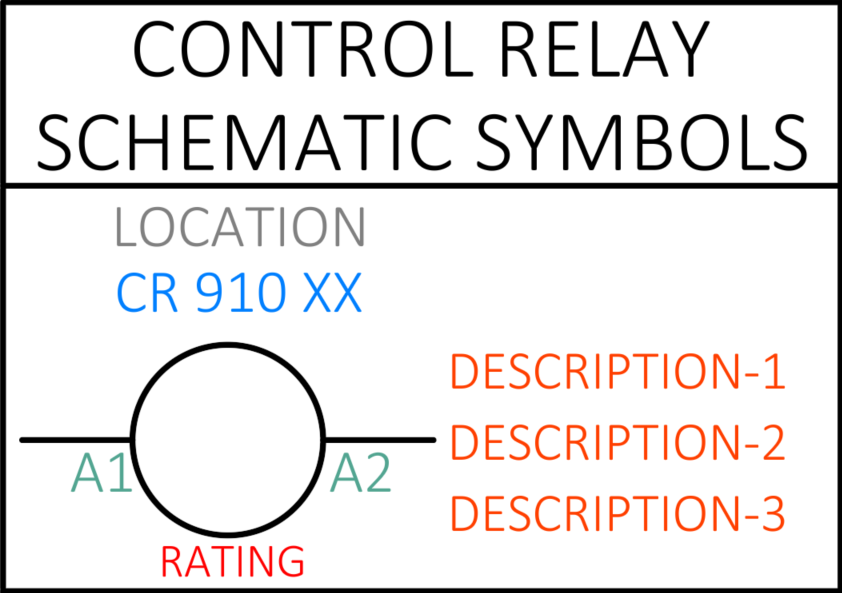 CONTROL RELAY
SCHEMATIC SYMBOLS
LOCATION
CR 910 XX
A1
A2
RATING
DESCRIPTION-1
DESCRIPTION-2
DESCRIPTION-3